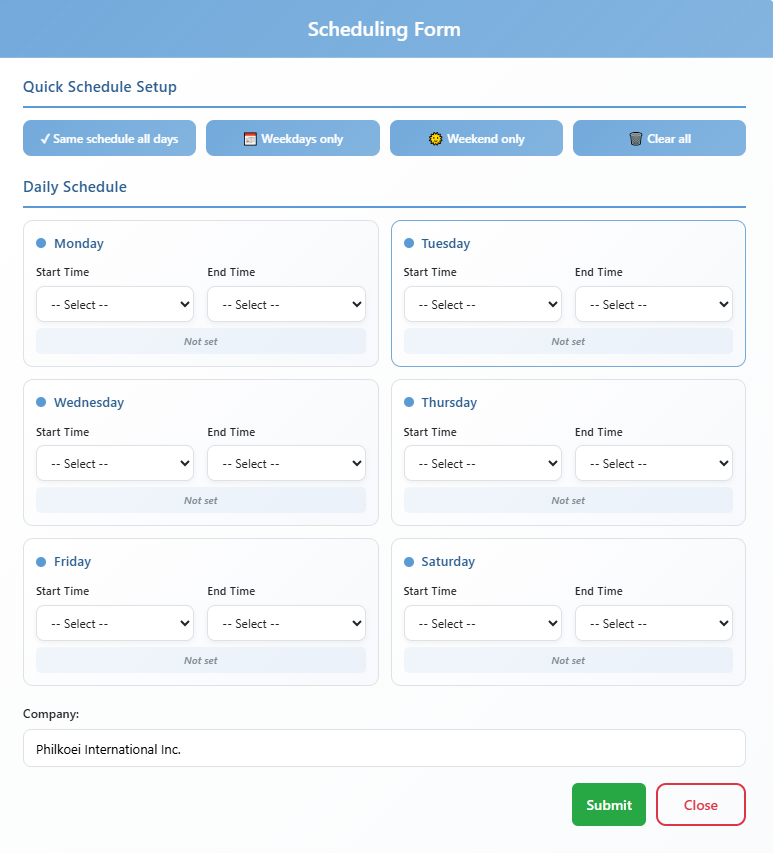 Scheduling Form
Quick Schedule Setup
✓ Same schedule all days
📅 Weekdays only
🌞 Weekend only
🗑️ Clear all
Daily Schedule
Monday
Start Time
End Time
-- Select --
-- Select --
Not set
Tuesday
Start Time
End Time
-- Select --
-- Select --
Not set
Wednesday
Start Time
End Time
-- Select --
-- Select --
Not set
Thursday
Start Time
End Time
-- Select --
-- Select --
Not set
Friday
Start Time
End Time
-- Select --
-- Select --
Not set
Saturday
Start Time
End Time
-- Select --
-- Select --
Not set
Company:
Philkoei International Inc.
Submit
Close